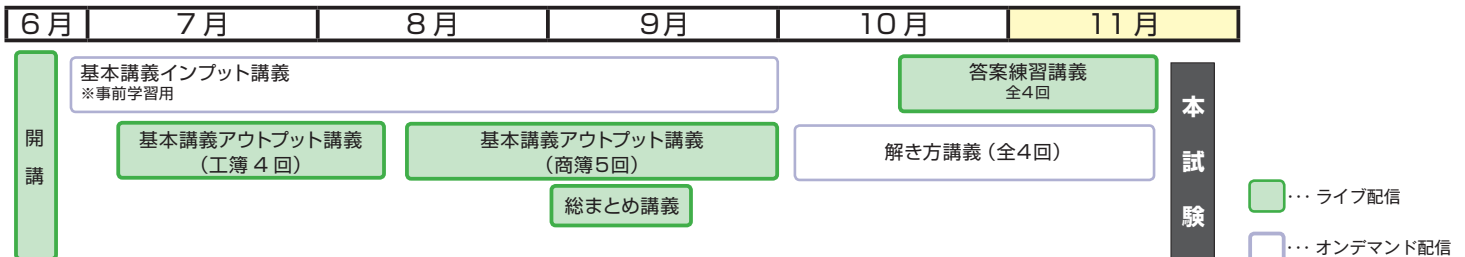 6月 7月 8月 9月 10月 11月
開講
基本講義インプット講義
※事前学習用
答案練習講義
全4回
基本講義アウトプット講義
(工簿4回)
基本講義アウトプット講義
(商簿5回)
解き方講義(全4回)
総まとめ講義
本試験
･･･ ライブ配信
･･･ オンデマンド配信